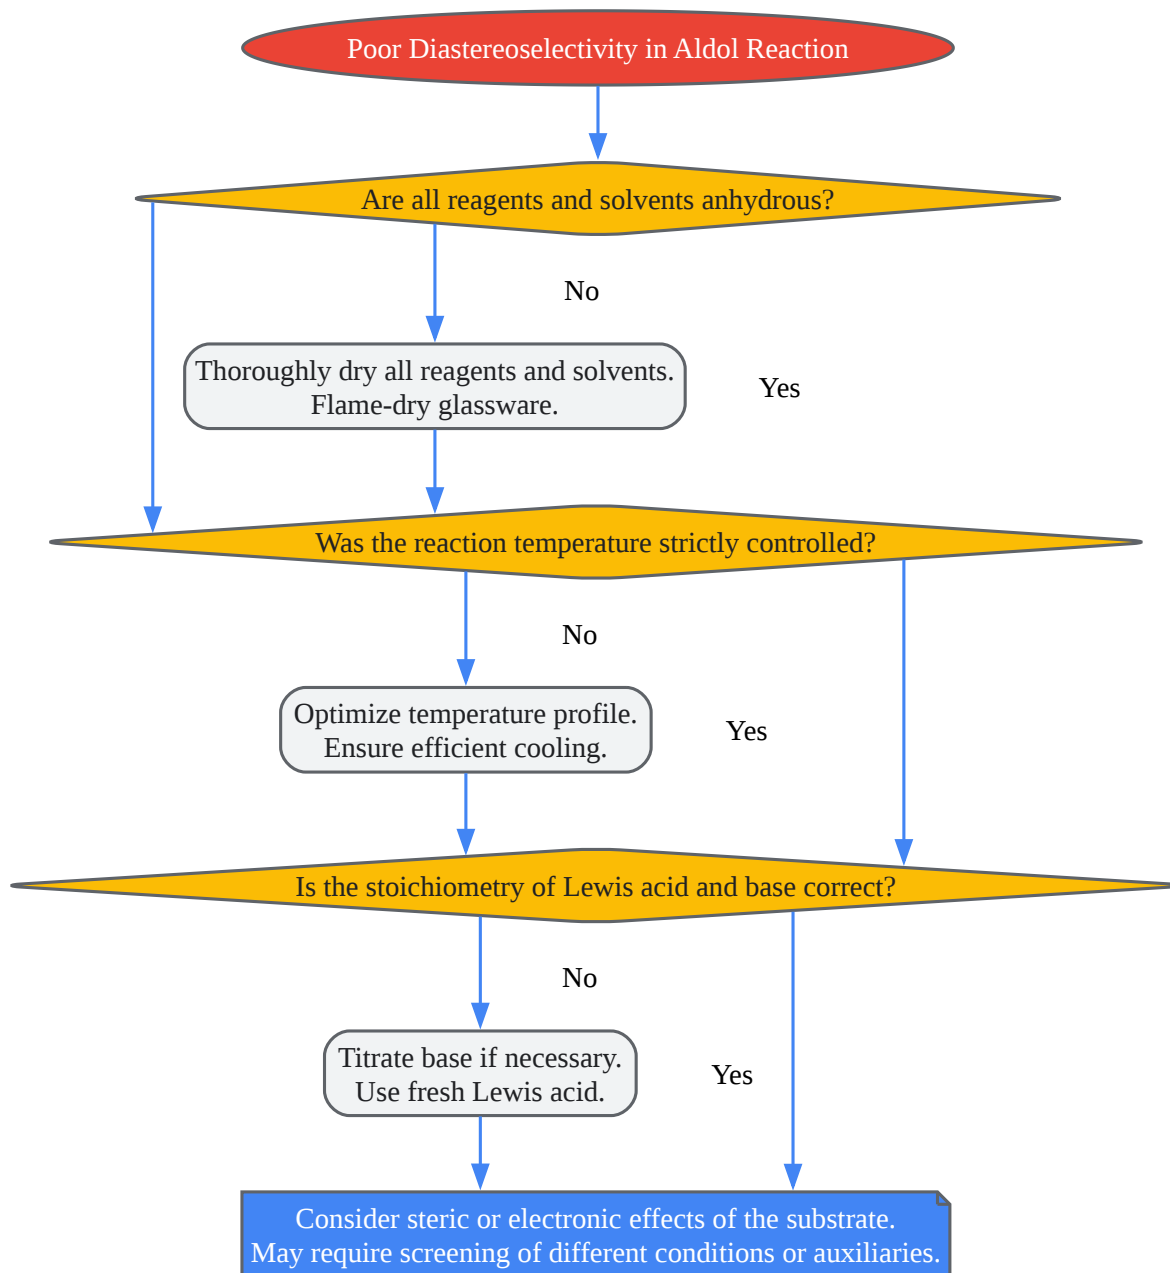 Poor Diastereoselectivity in Aldol Reaction
Are all reagents and solvents anhydrous?
No
Thoroughly dry all reagents and solvents.
Flame-dry glassware.
Yes
Was the reaction temperature strictly controlled?
No
Optimize temperature profile.
Ensure efficient cooling.
Yes
Is the stoichiometry of Lewis acid and base correct?
No
Titrate base if necessary.
Use fresh Lewis acid.
Yes
Consider steric or electronic effects of the substrate.
May require screening of different conditions or auxiliaries.